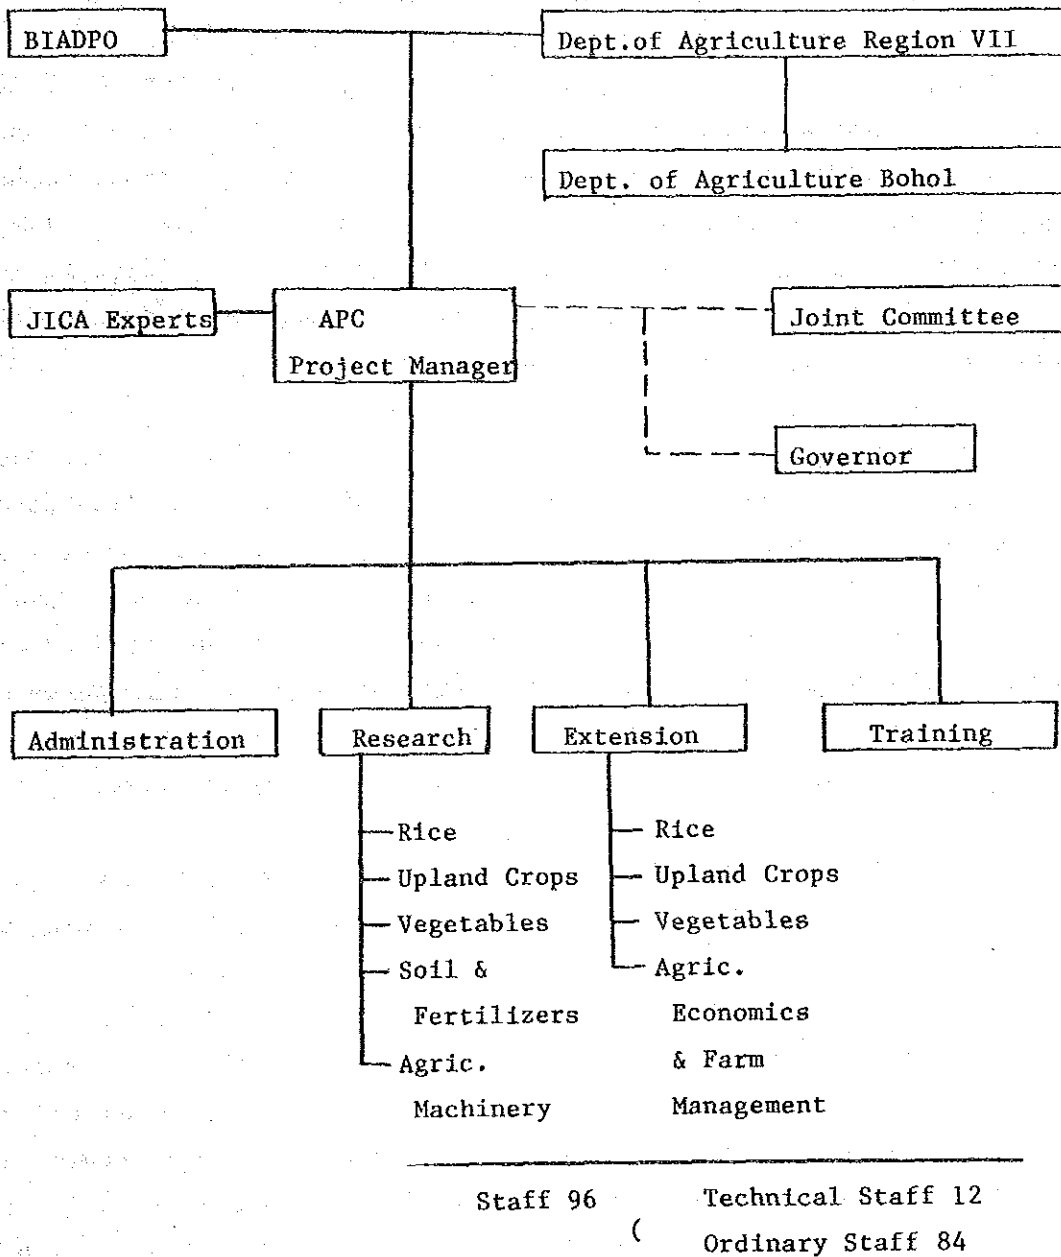 BIADPO
Dept.of Agriculture Region VII
Dept. of Agriculture Bohol
JICA Experts
APC
Project Manager
Joint Committee
Governor
Administration
Research
Extension
Training
Rice
Upland Crops
Vegetables
Soil &
Fertilizers
Agric.
Machinery
Rice
Upland Crops
Vegetables
Agric.
Economics
& Farm
Management
Staff 96
( Technical Staff 12
Ordinary Staff 84